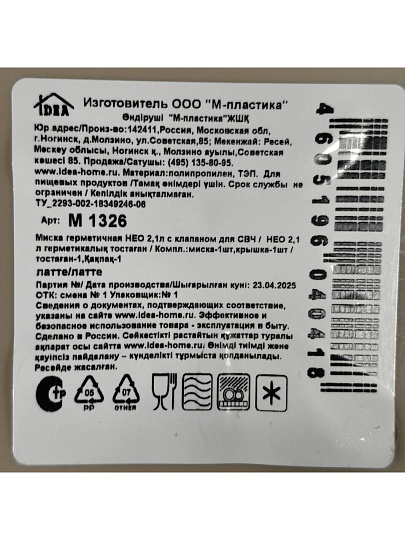 IDEA
Изготовитель ООО "М-пластика"
Өндіруші "М-пластика"ЖШҚ
Юр.адрес/Произ-во:142411,Россия, Московская обл,
г.Ногинск, д.Молзино, ул.Советская,85; Мекенжай: Ресей,
Мәскеу облысы, Ногинск қ., Молзино ауылы,Советская
көшесі 85. Продажа/Сатушы: (495) 135-80-95.
www.idea-home.ru. Материал:полипропилен, ТЭП. Для
пищевых продуктов /Тамақ өнімдері үшін. Срок службы не
ограничен / Кепілдік анықталмаған.
ТУ_2293-002-18349246-06
Арт: М 1326
Миска герметичная НЕО 2,1л с клапаном для СВЧ / НЕО 2,1
л герметикалық тостаған / Компл.:миска-1шт,крышка-1шт /
тостаған-1,Қақпақ-1
латте/латте
Партия №/ Дата производства/Шығарылған куні: 23.04.2025
ОТК: смена № 1 Упаковщик:№ 1
Сведения о документах, подтверждающих соответствие,
указаны на сайте www.idea-home.ru. Эффективное и
безопасное использование товара - эксплуатация в быту.
Сделано в России. Сәйкестікті растайтын құжаттар туралы
ақпарат осы сайтта www.idea-home.ru. Өнімді тиімді және
қауіпсіз пайдалану – күнделікті тұрмыста қолданылады.
Ресейде жасалған.
05
PP
07
OTHER
4605196040418